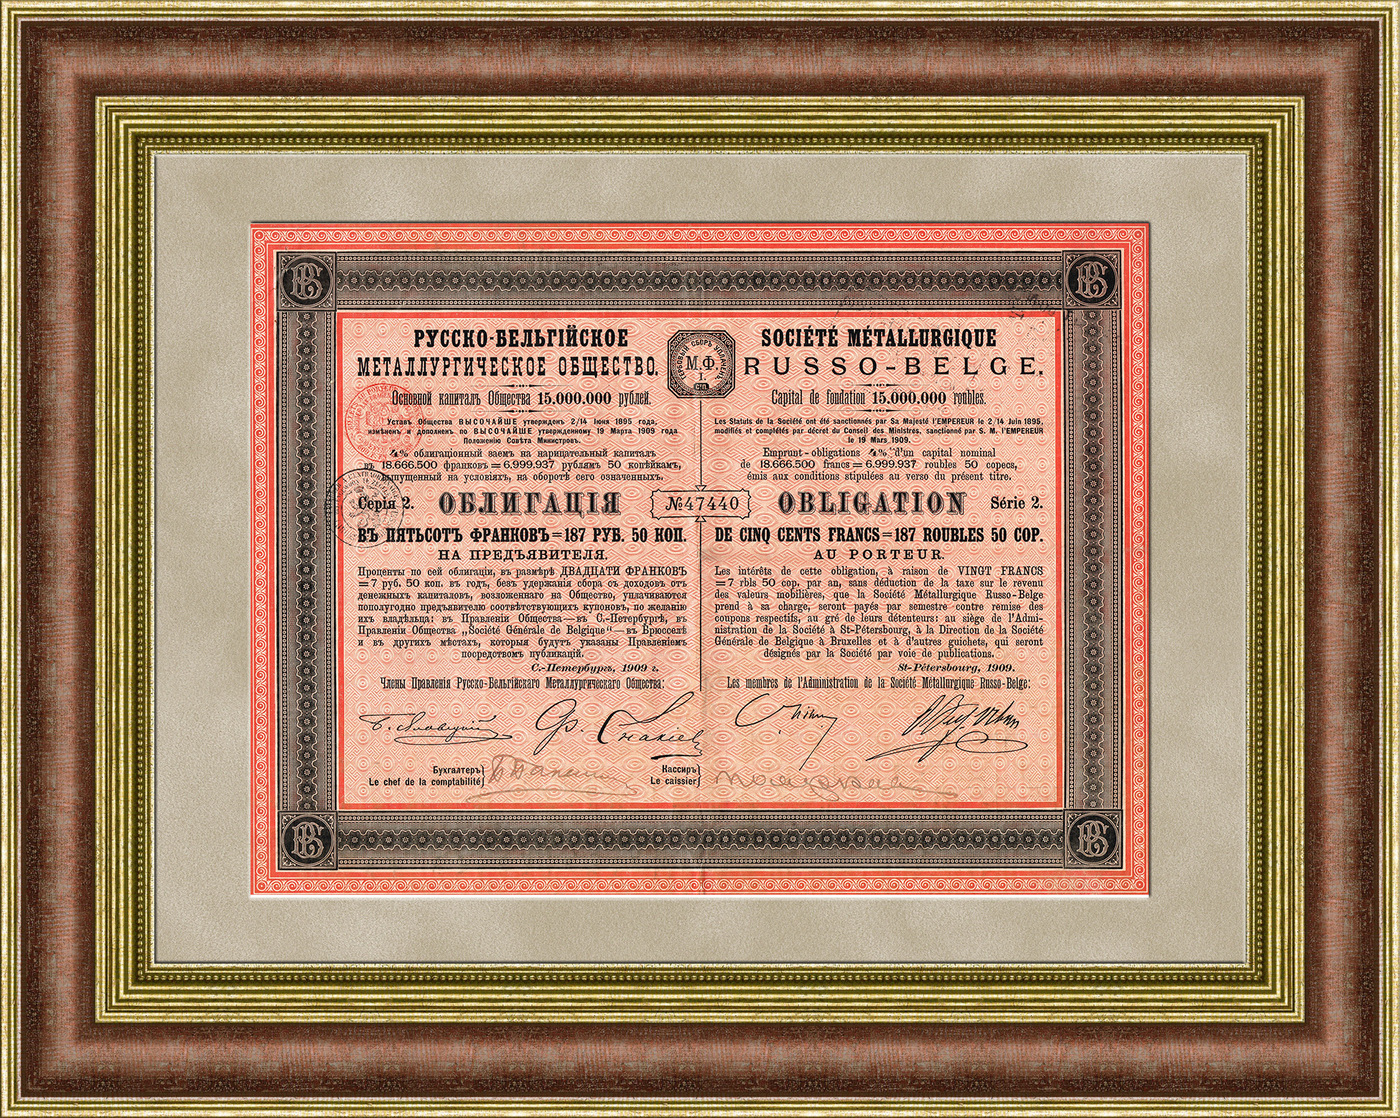 РУССКО-БЕЛЬГІЙСКОЕ
МЕТАЛЛУРГИЧЕСКОЕ ОБЩЕСТВО.
Основной капиталъ Общества 15.000.000 рублей.
Уставъ Общества ВЫСОЧАЙШЕ утвержденъ 2/14 Іюня 1895 года,
измѣненъ и дополненъ по ВЫСОЧАЙШЕ утвержденному 19 Марта 1909 года
Положенію Совѣта Министровъ.
4% облигаціонный заемъ на нарицательный капиталъ
въ 18.666.500 франковъ = 6.999.937 рублямъ 50 копѣйкамъ,
выпущенный на условіяхъ, на оборотѣ сего означенныхъ.
Серія 2. ОБЛИГАЦІЯ
ВЪ ПЯТЬСОТЪ ФРАНКОВЪ = 187 РУБ. 50 КОП.
НА ПРЕДЪЯВИТЕЛЯ.
Проценты по сей облигаціи, въ размѣрѣ ДВАДЦАТИ ФРАНКОВЪ
= 7 руб. 50 коп. въ годъ, безъ удержанія сбора съ доходовъ отъ
денежныхъ капиталовъ, возложеннаго на Общество, уплачиваются
пополугодно предъявителю соотвѣтствующихъ купоновъ, по желанію
ихъ владѣльца: въ Правленіи Общества — въ С.-Петербургѣ, въ
Правленіи Общества „Société Générale de Belgique" — въ Брюсселѣ
и въ другихъ мѣстахъ, которыя будутъ указаны Правленіемъ
посредствомъ публикацій.
С.-Петербургъ, 1909 г.
Члены Правленія Русско-Бельгійскаго Металлургическаго Общества:
Бухгалтеръ
Le chef de la comptabilité
ГЕРБОВЫЙ СБОРЪ УПЛАЧЕНЪ
М.Ф.
I.
СПБ.
№47440
SOCIÉTÉ MÉTALLURGIQUE
RUSSO-BELGE.
Capital de fondation 15.000.000 roubles.
Les Statuts de la Société ont été sanctionnés par Sa Majesté l'EMPEREUR le 2/14 Juin 1895,
modifiés et complétés par décret du Conseil des Ministres, sanctionné par S. M. l'EMPEREUR
le 19 Mars 1909.
Emprunt-obligations 4% d'un capital nominal
de 18.666.500 francs = 6.999.937 roubles 50 copecs,
émis aux conditions stipulées au verso du présent titre.
OBLIGATION Série 2.
DE CINQ CENTS FRANCS = 187 ROUBLES 50 COP.
AU PORTEUR.
Les intérêts de cette obligation, à raison de VINGT FRANCS
= 7 rbls 50 cop. par an, sans déduction de la taxe sur le revenu
des valeurs mobilières, que la Société Métallurgique Russo-Belge
prend à sa charge, seront payés par semestre contre remise des
coupons respectifs, au gré de leurs détenteurs: au siège de l'Admi-
nistration de la Société à St-Pétersbourg, à la Direction de la Société
Générale de Belgique à Bruxelles et à d'autres guichets, qui seront
désignés par la Société par voie de publications.
St-Pétersbourg, 1909.
Les membres de l'Administration de la Société Métallurgique Russo-Belge:
Кассиръ
Le caissier